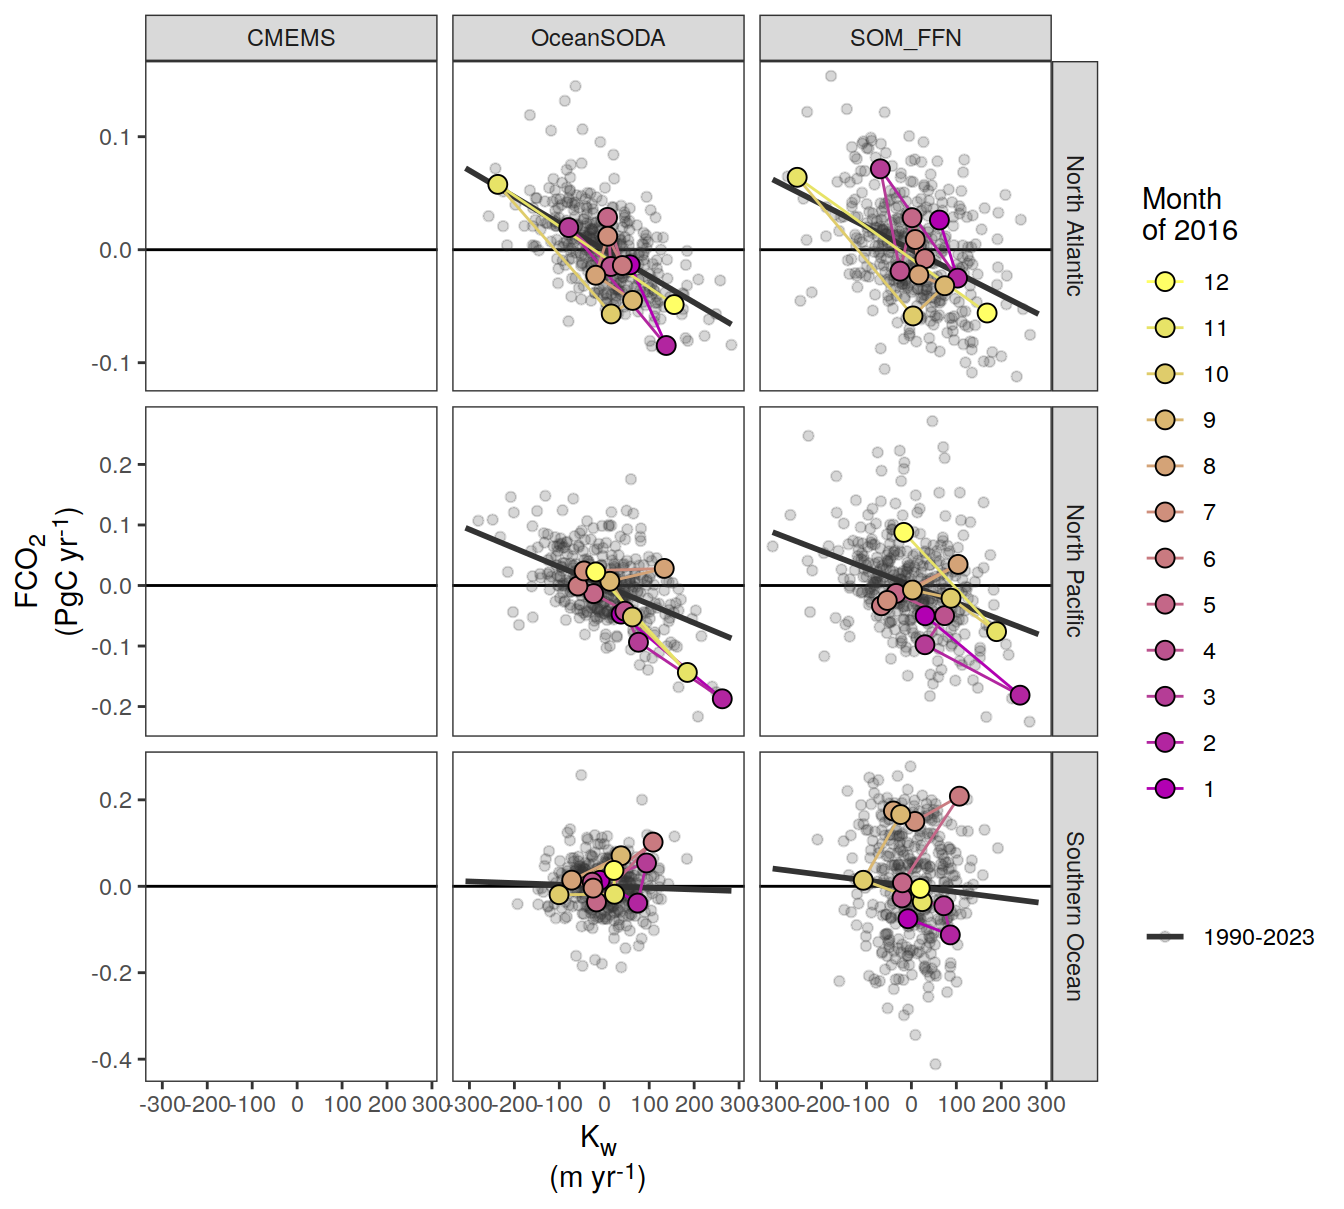 CMEMS OceanSODA SOM_FFN
0.1
0.0
-0.1
North Atlantic
0.2
0.1
0.0
-0.1
-0.2
North Pacific
0.2
0.0
-0.2
-0.4
Southern Ocean
FCO2
(PgC yr-1)
-300 -200 -100 0 100 200 300 -300 -200 -100 0 100 200 300 -300 -200 -100 0 100 200 300
Kw
(m yr-1)
Month
of 2016
12
11
10
9
8
7
6
5
4
3
2
1
1990-2023